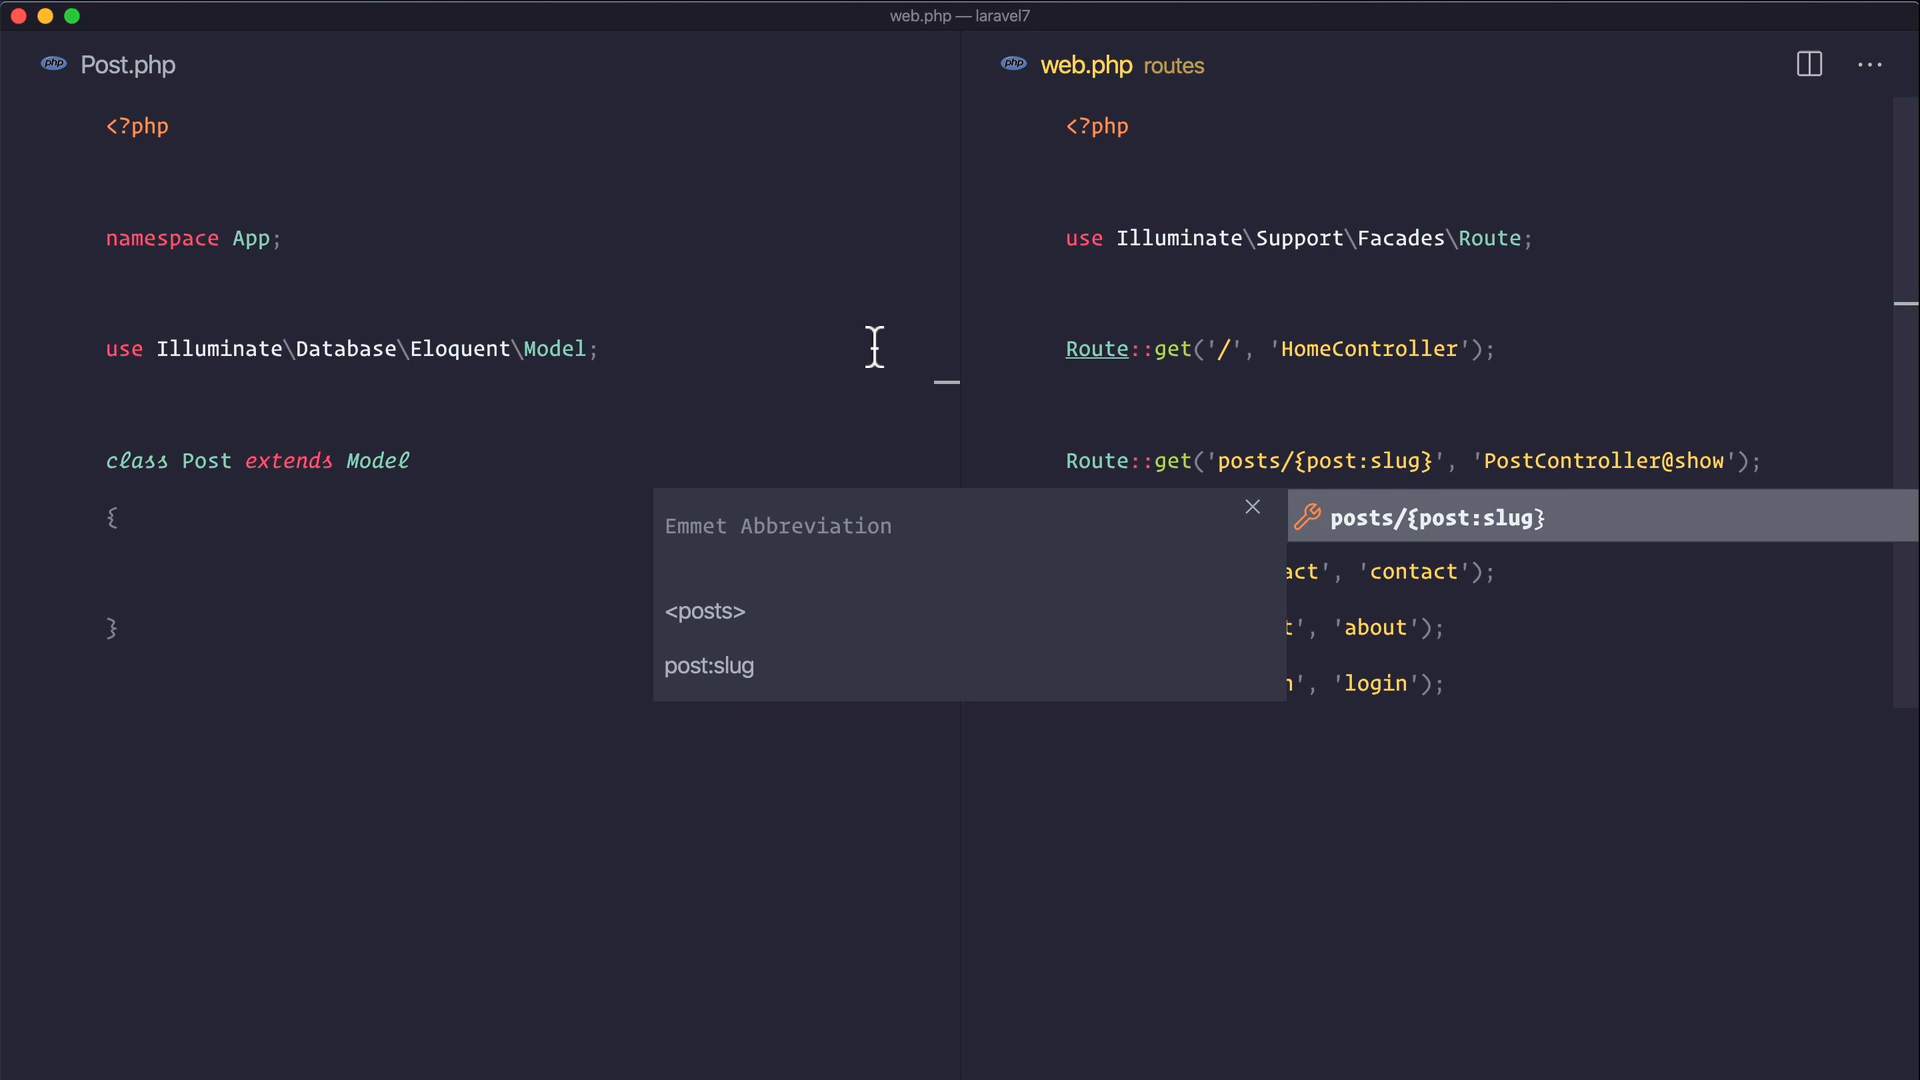 web.php — laravel7
php Post.php
<?php
namespace App;
use Illuminate\Database\Eloquent\Model;
class Post extends Model
{
}
php web.php routes
<?php
use Illuminate\Support\Facades\Route;
Route::get('/', 'HomeController');
Route::get('posts/{post:slug}', 'PostController@show');
posts/{post:slug}
act', 'contact');
t', 'about');
', 'login');
Emmet Abbreviation
<posts>
post:slug